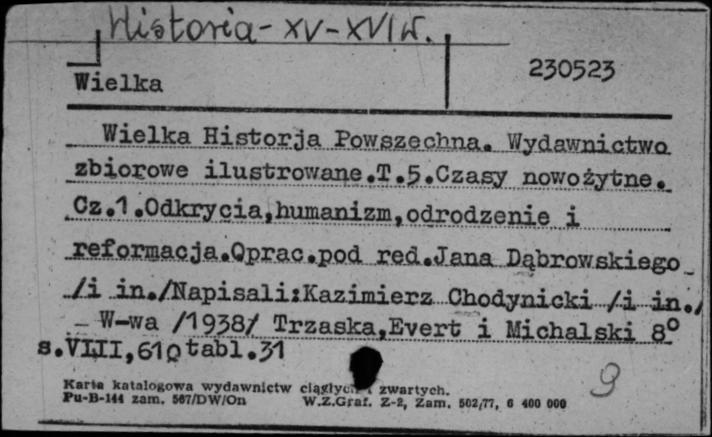 Historia - XV - XVI w.
230523
Wielka
Wielka Historja Powszechna. Wydawnictwo
zbiorowe ilustrowane.T.5.Czasy nowożytne.
Cz.1.Odkrycia,humanizm,odrodzenie i
reformacja.Oprac.pod red.Jana Dąbrowskiego
/i in./Napisali:Kazimierz Chodynicki /i in./
- W-wa /1938/ Trzaska,Evert i Michalski 8°
s.VIII,610 tabl.31
9
Karta katalogowa wydawnictw ciągłych i zwartych.
Pu-B-144 zam. 567/DW/On W.Z.Graf. Z-2, Zam. 502/77, 6 400 000